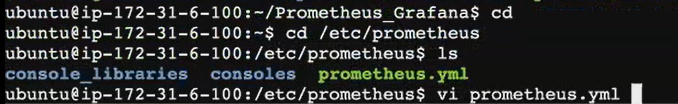 ubuntu@ip-172-31-6-100:~/Prometheus_Grafana$ cd
ubuntu@ip-172-31-6-100:~$ cd /etc/prometheus
ubuntu@ip-172-31-6-100:/etc/prometheus$ ls
console_libraries  consoles  prometheus.yml
ubuntu@ip-172-31-6-100:/etc/prometheus$ vi prometheus.yml